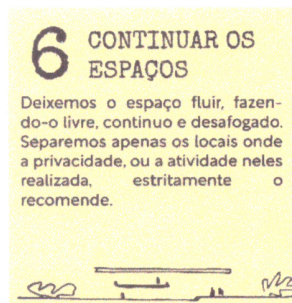 6 CONTINUAR OS
ESPAÇOS
Deixemos o espaço fluir, fazen-
do-o livre, continuo e desafogado.
Separemos apenas os locais onde
a privacidade, ou a atividade neles
realizada, estritamente o
recomende.